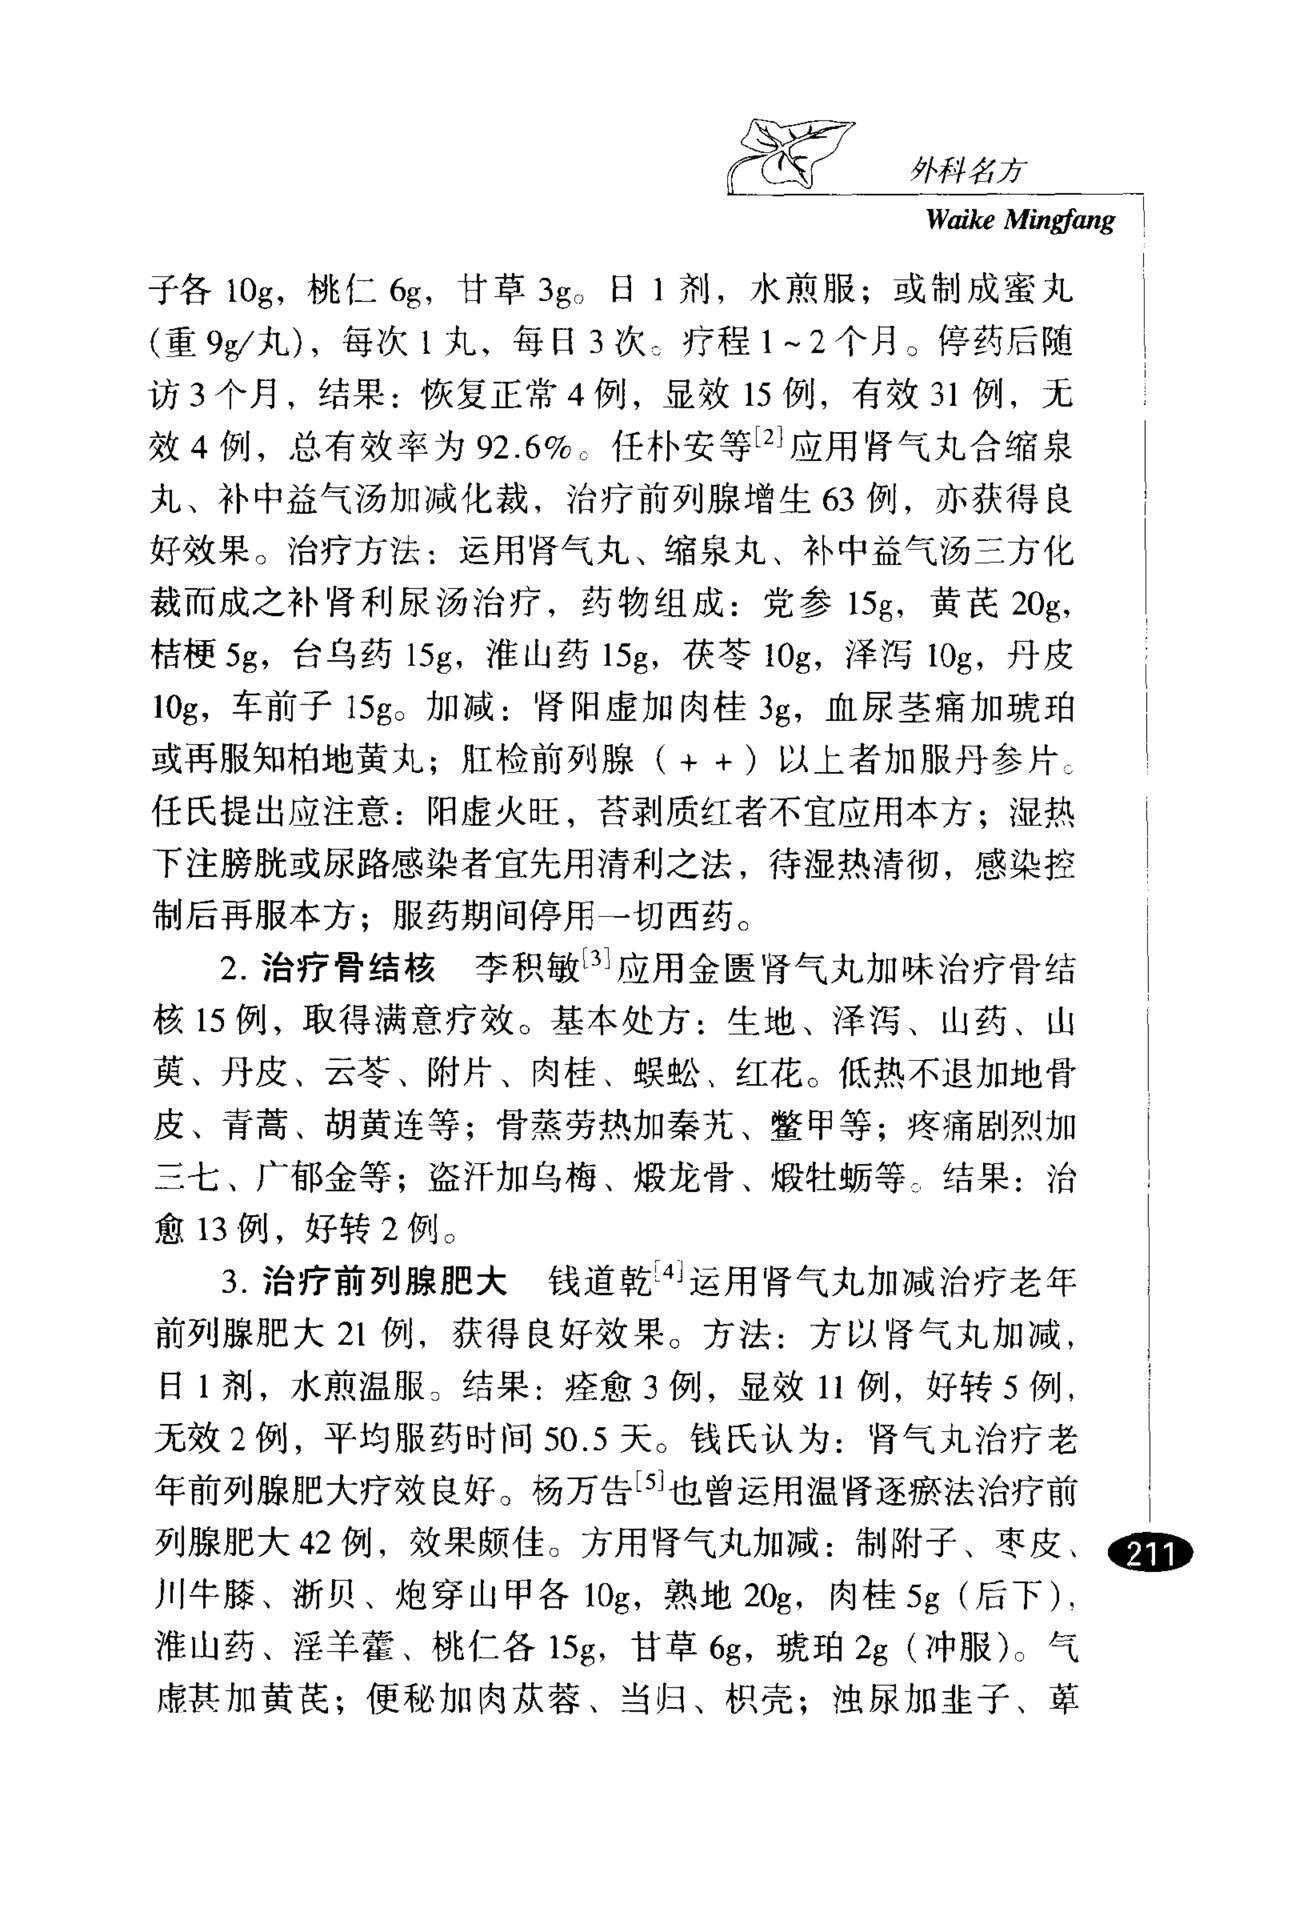 外科名方
Waike Mingfang
子各 10g，桃仁 6g，甘草 3g。日 1 剂，水煎服；或制成蜜丸
(重 9g/丸)，每次 1 丸，每日 3 次。疗程 1～2 个月。停药后随
访 3 个月，结果：恢复正常 4 例，显效 15 例，有效 31 例，无
效 4 例，总有效率为 92.6%。任朴安等[2]应用肾气丸合缩泉
丸、补中益气汤加减化裁，治疗前列腺增生 63 例，亦获得良
好效果。治疗方法：运用肾气丸、缩泉丸、补中益气汤三方化
裁而成之补肾利尿汤治疗，药物组成：党参 15g，黄芪 20g，
桔梗 5g，台乌药 15g，淮山药 15g，茯苓 10g，泽泻 10g，丹皮
10g，车前子 15g。加减：肾阳虚加肉桂 3g，血尿茎痛加琥珀
或再服知柏地黄丸；肛检前列腺（＋＋）以上者加服丹参片。
任氏提出应注意：阳虚火旺，苔剥质红者不宜应用本方；湿热
下注膀胱或尿路感染者宜先用清利之法，待湿热清彻，感染控
制后再服本方；服药期间停用一切西药。
2. 治疗骨结核　李积敏[3]应用金匮肾气丸加味治疗骨结
核 15 例，取得满意疗效。基本处方：生地、泽泻、山药、山
萸、丹皮、云苓、附片、肉桂、蜈蚣、红花。低热不退加地骨
皮、青蒿、胡黄连等；骨蒸劳热加秦艽、鳖甲等；疼痛剧烈加
三七、广郁金等；盗汗加乌梅、煅龙骨、煅牡蛎等。结果：治
愈 13 例，好转 2 例。
3. 治疗前列腺肥大　钱道乾[4]运用肾气丸加减治疗老年
前列腺肥大 21 例，获得良好效果。方法：方以肾气丸加减，
日 1 剂，水煎温服。结果：痊愈 3 例，显效 11 例，好转 5 例，
无效 2 例，平均服药时间 50.5 天。钱氏认为：肾气丸治疗老
年前列腺肥大疗效良好。杨万告[5]也曾运用温肾逐瘀法治疗前
列腺肥大 42 例，效果颇佳。方用肾气丸加减：制附子、枣皮、
川牛膝、浙贝、炮穿山甲各 10g，熟地 20g，肉桂 5g（后下），
淮山药、淫羊藿、桃仁各 15g，甘草 6g，琥珀 2g（冲服）。气
虚甚加黄芪；便秘加肉苁蓉、当归、枳壳；浊尿加韭子、萆
211